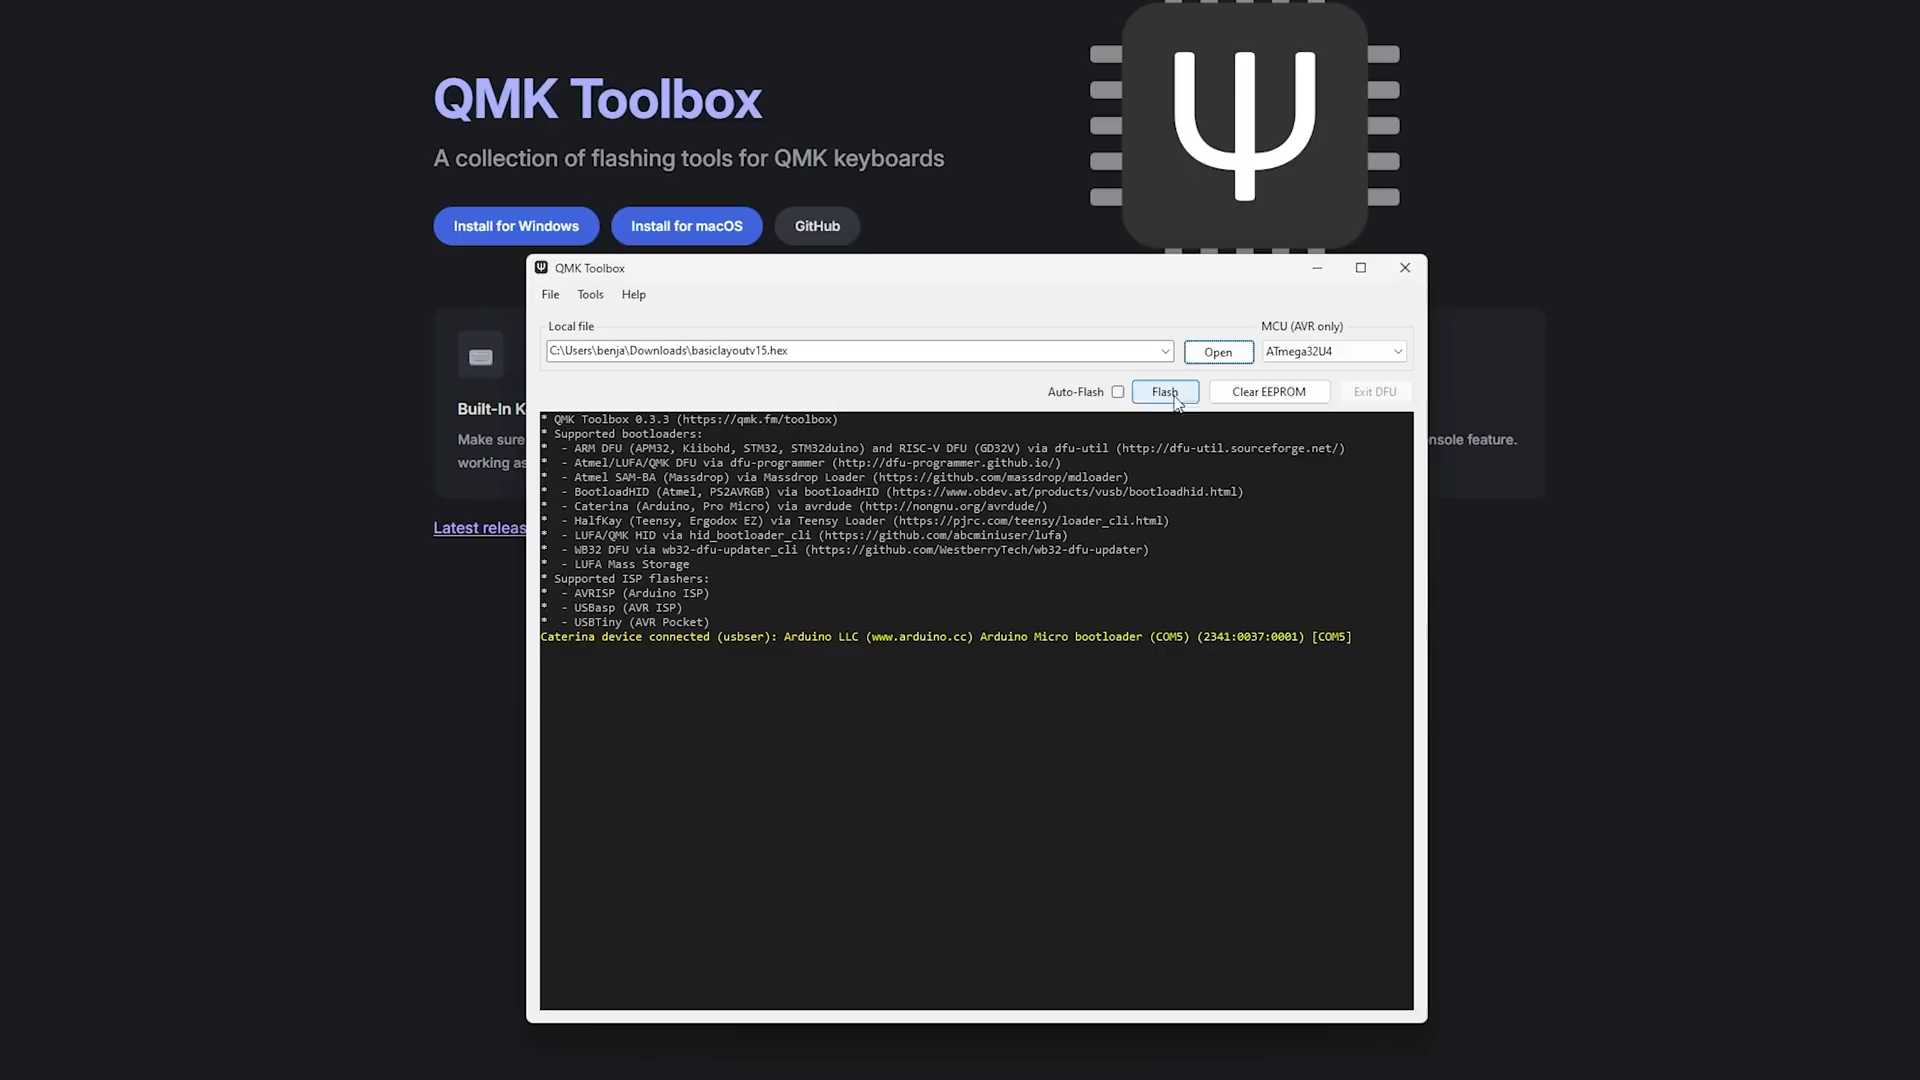 QMK Toolbox
A collection of flashing tools for QMK keyboards
Install for Windows
Install for macOS
GitHub
QMK Toolbox
File
Tools
Help
Local file
MCU (AVR only)
C:\Users\benja\Downloads\basiclayoutv15.hex
Open
ATmega32U4
Auto-Flash
Flash
Clear EEPROM
Exit DFU
* QMK Toolbox 0.3.3 (https://qmk.fm/toolbox)
* Supported bootloaders:
* - ARM DFU (APM32, Kiibohd, STM32, STM32duino) and RISC-V DFU (GD32V) via dfu-util (http://dfu-util.sourceforge.net/)
* - Atmel/LUFA/QMK DFU via dfu-programmer (http://dfu-programmer.github.io/)
* - Atmel SAM-BA (Massdrop) via Massdrop Loader (https://github.com/massdrop/mdloader)
* - BootloadHID (Atmel, PS2AVRGB) via bootloadHID (https://www.obdev.at/products/vusb/bootloadhid.html)
* - Caterina (Arduino, Pro Micro) via avrdude (http://nongnu.org/avrdude/)
* - HalfKay (Teensy, Ergodox EZ) via Teensy Loader (https://pjrc.com/teensy/loader_cli.html)
* - LUFA/QMK HID via hid_bootloader_cli (https://github.com/abcminiuser/lufa)
* - WB32 DFU via wb32-dfu-updater_cli (https://github.com/WestberryTech/wb32-dfu-updater)
* - LUFA Mass Storage
* Supported ISP flashers:
* - AVRISP (Arduino ISP)
* - USBasp (AVR ISP)
* - USBTiny (AVR Pocket)
Caterina device connected (usbser): Arduino LLC (www.arduino.cc) Arduino Micro bootloader (COM5) (2341:0037:0001) [COM5]
Built-In K
Make sure
working as
nsole feature.
Latest releas